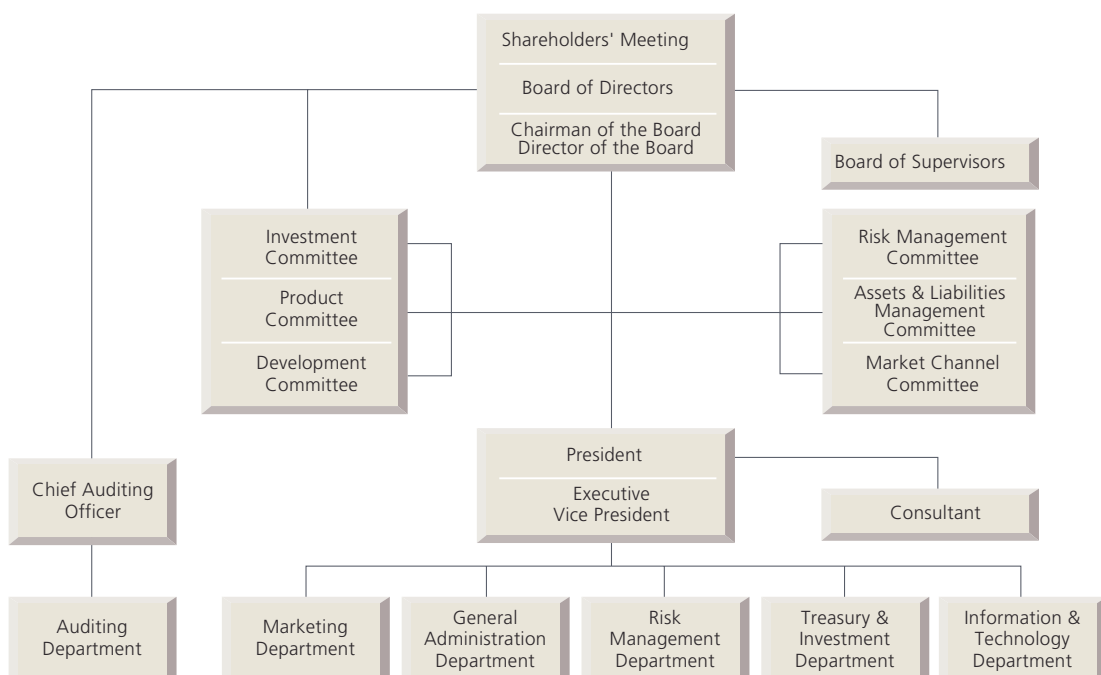 Shareholders' Meeting
Board of Directors
Chairman of the Board
Director of the Board
Board of Supervisors
Investment
Committee
Product
Committee
Development
Committee
Risk Management
Committee
Assets & Liabilities
Management
Committee
Market Channel
Committee
President
Executive
Vice President
Chief Auditing
Officer
Consultant
Auditing
Department
Marketing
Department
General
Administration
Department
Risk
Management
Department
Treasury &
Investment
Department
Information &
Technology
Department